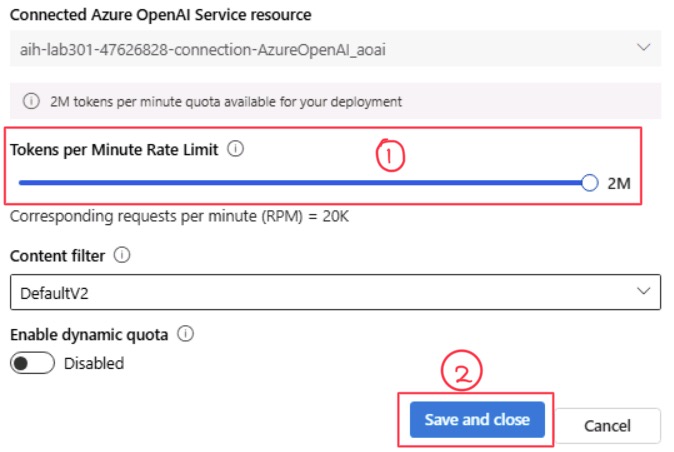 Connected Azure OpenAI Service resource
aih-lab301-47626828-connection-AzureOpenAI_aoai
2M tokens per minute quota available for your deployment
Tokens per Minute Rate Limit
1
2M
Corresponding requests per minute (RPM) = 20K
Content filter
DefaultV2
Enable dynamic quota
Disabled
2
Save and close
Cancel